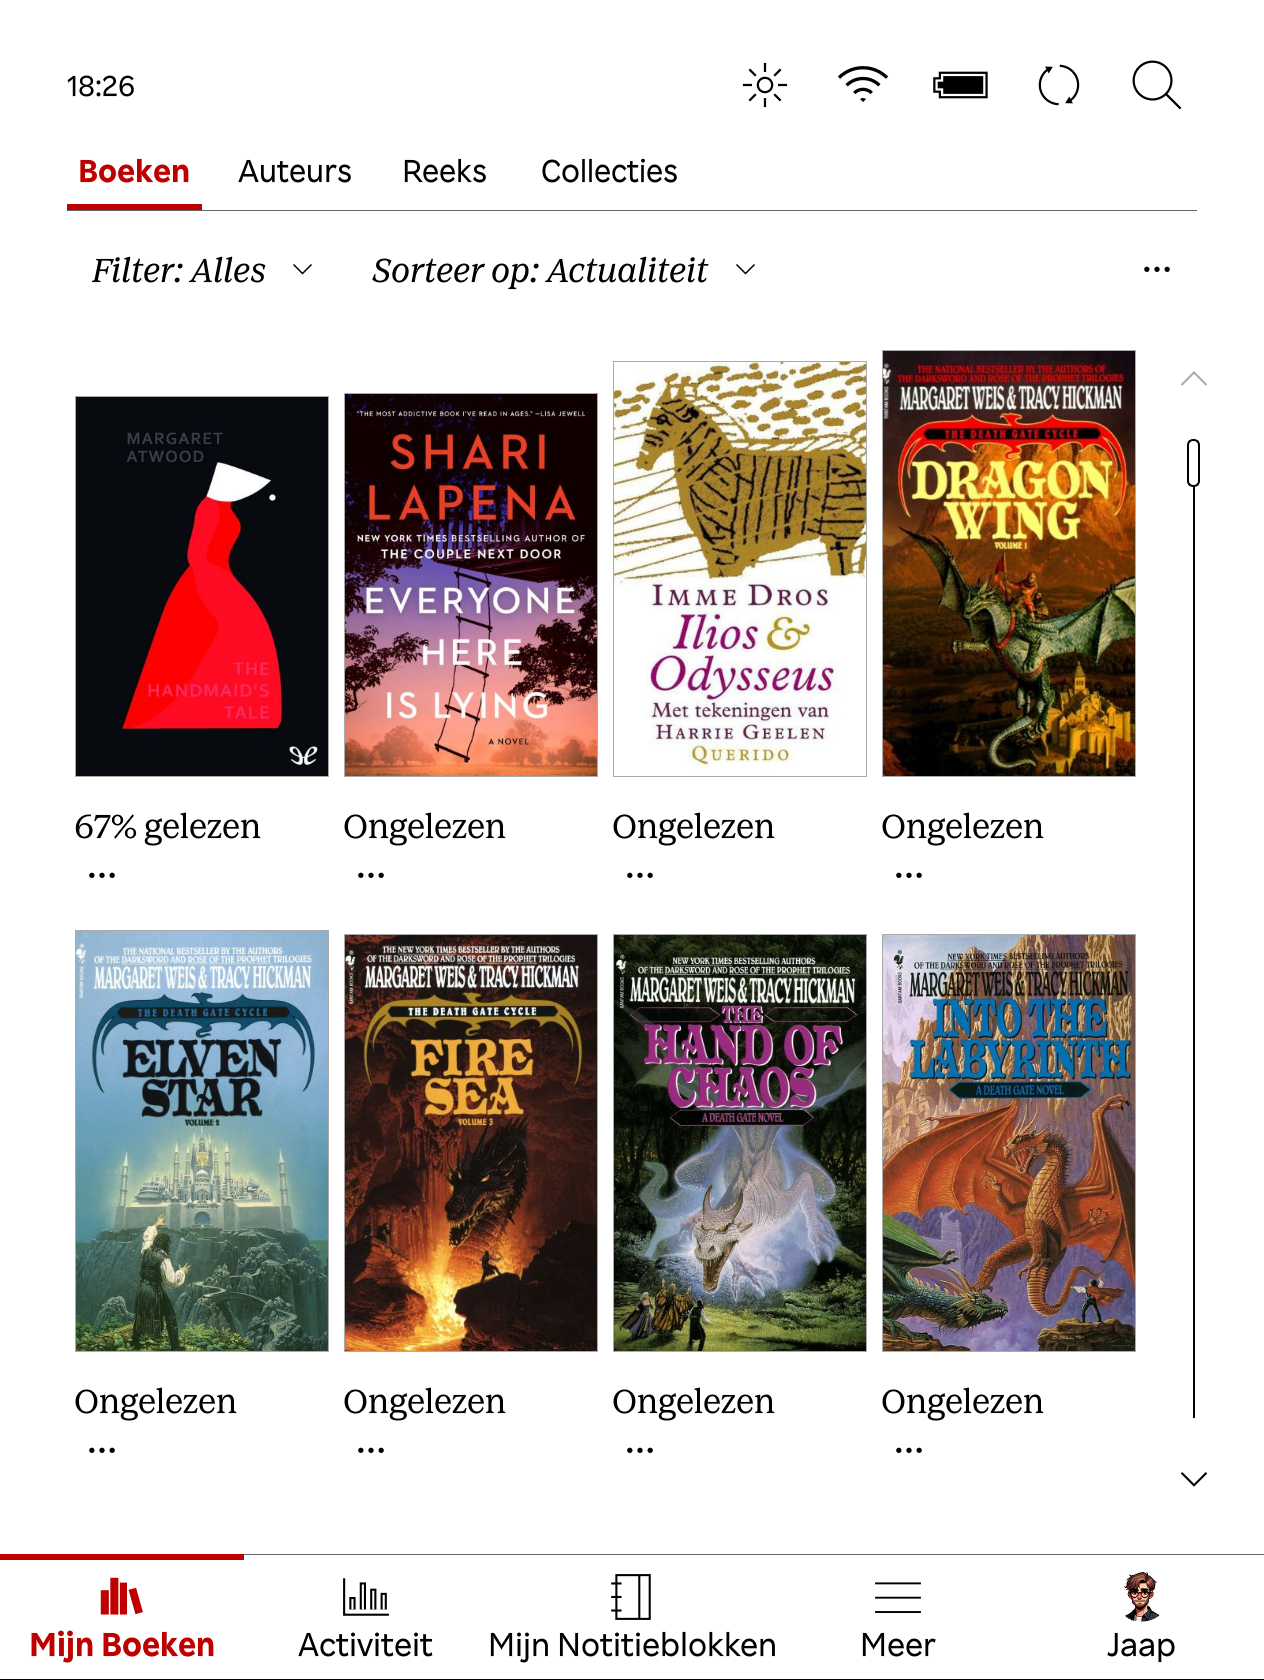 18:26
Boeken Auteurs Reeks Collecties
Filter: Alles Sorteer op: Actualiteit
MARGARET
ATWOOD
THE
HANDMAID'S
TALE
"THE MOST ADDICTIVE BOOK I'VE READ IN AGES." —LISA JEWELL
SHARI
LAPENA
NEW YORK TIMES BESTSELLING AUTHOR OF
THE COUPLE NEXT DOOR
EVERYONE
HERE
IS LYING
A NOVEL
IMME DROS
Ilios &
Odysseus
Met tekeningen van
HARRIE GEELEN
QUERIDO
THE NATIONAL BESTSELLER BY THE AUTHORS OF
THE DARKSWORD AND ROSE OF THE PROPHET TRILOGIES
MARGARET WEIS & TRACY HICKMAN
THE DEATH GATE CYCLE
DRAGON
WING
VOLUME 1
67% gelezen Ongelezen Ongelezen Ongelezen
THE NATIONAL BESTSELLER BY THE AUTHORS
OF THE DARKSWORD AND ROSE OF THE PROPHET TRILOGIES
MARGARET WEIS & TRACY HICKMAN
THE DEATH GATE CYCLE
ELVEN
STAR
VOLUME 2
THE NEW YORK TIMES BESTSELLER BY THE AUTHORS
OF THE DARKSWORD AND ROSE OF THE PROPHET TRILOGIES
MARGARET WEIS & TRACY HICKMAN
THE DEATH GATE CYCLE
FIRE
SEA
VOLUME 3
NEW YORK TIMES BESTSELLING AUTHORS
OF THE DARKSWORD AND ROSE OF THE PROPHET TRILOGIES
MARGARET WEIS & TRACY HICKMAN
THE
HAND OF
CHAOS
A DEATH GATE NOVEL
NEW YORK TIMES BESTSELLING AUTHORS
OF THE DARKSWORD AND ROSE OF THE PROPHET TRILOGIES
MARGARET WEIS & TRACY HICKMAN
INTO THE
LABYRINTH
A DEATH GATE NOVEL
Ongelezen Ongelezen Ongelezen Ongelezen
Mijn Boeken Activiteit Mijn Notitieblokken Meer Jaap